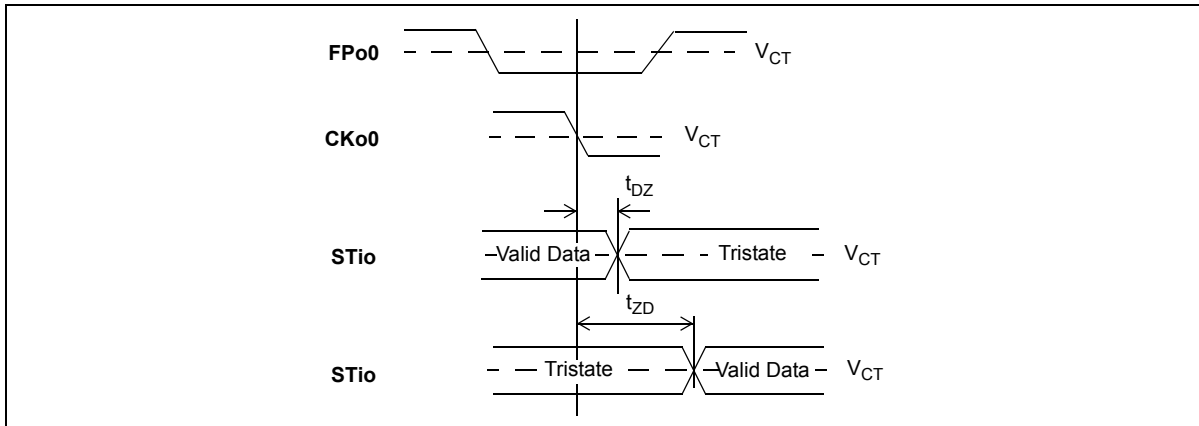 FPo0 V_CT
CKo0 V_CT
t_DZ
STio Valid Data Tristate V_CT
t_ZD
STio Tristate Valid Data V_CT